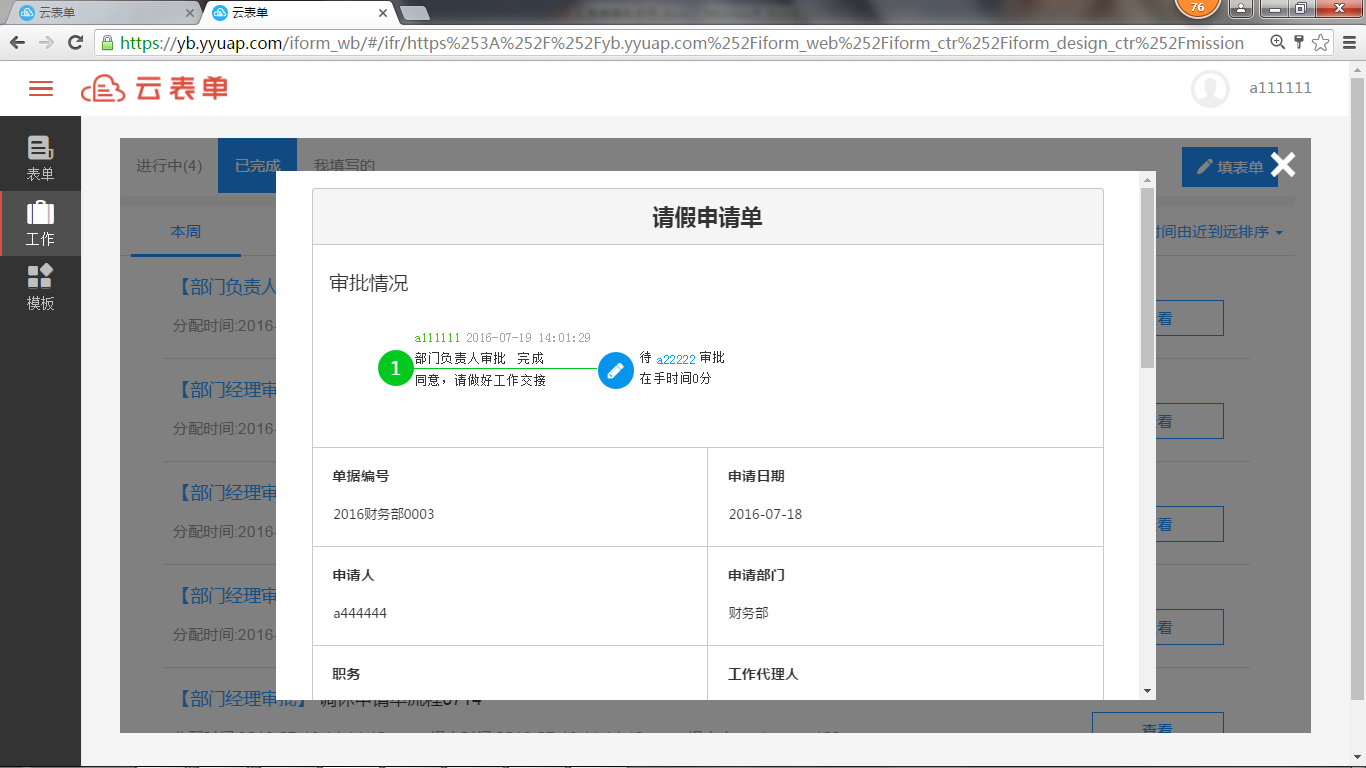 云表单
云表单
76
https://yb.yyuap.com/iform_wb/#/ifr/https%253A%252F%252Fyb.yyuap.com%252Fiform_web%252Fiform_ctr%252Fiform_design_ctr%252Fmission
云表单
a111111
表单
工作
模板
进行中(4)
已完成
我填写的
填表单
本周
时间由近到远排序
【部门负责人
分配时间:2016-
看
【部门经理审
分配时间:2016-
看
【部门经理审
分配时间:2016-
看
【部门经理审
分配时间:2016-
看
【部门经理审批】
查看
请假申请单
审批情况
a111111 2016-07-19 14:01:29
1
部门负责人审批 完成
同意，请做好工作交接
待 a22222 审批
在手时间0分
单据编号
2016财务部0003
申请日期
2016-07-18
申请人
a444444
申请部门
财务部
职务
工作代理人